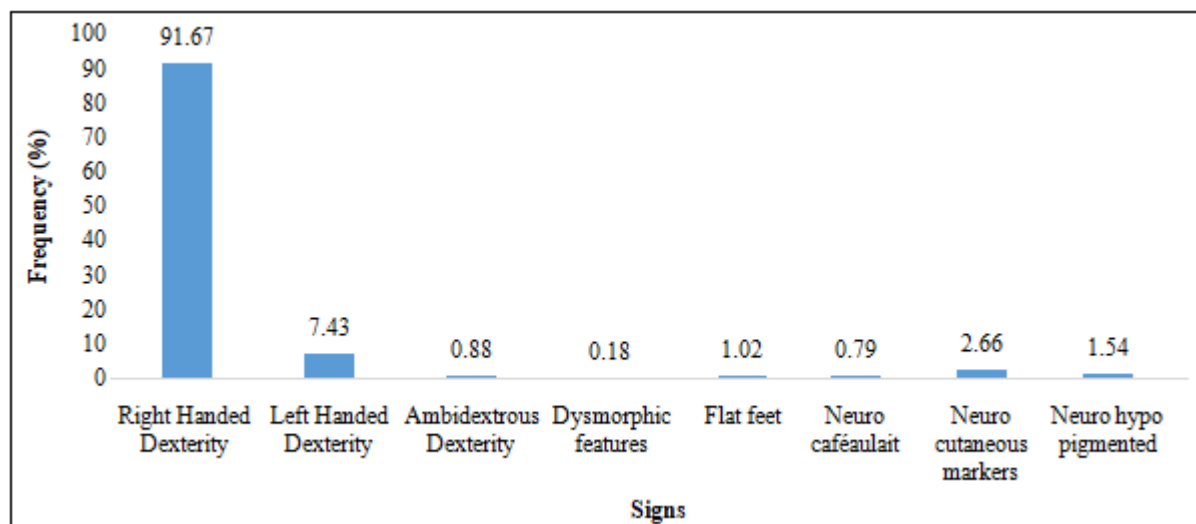 Frequency (%)
100
90
80
70
60
50
40
30
20
10
0
91.67
7.43
0.88
0.18
1.02
0.79
2.66
1.54
Right Handed
Dexterity
Left Handed
Dexterity
Ambidextrous
Dexterity
Dysmorphic
features
Flat feet
Neuro
caféaulait
Neuro
cutaneous
markers
Neuro hypo
pigmented
Signs